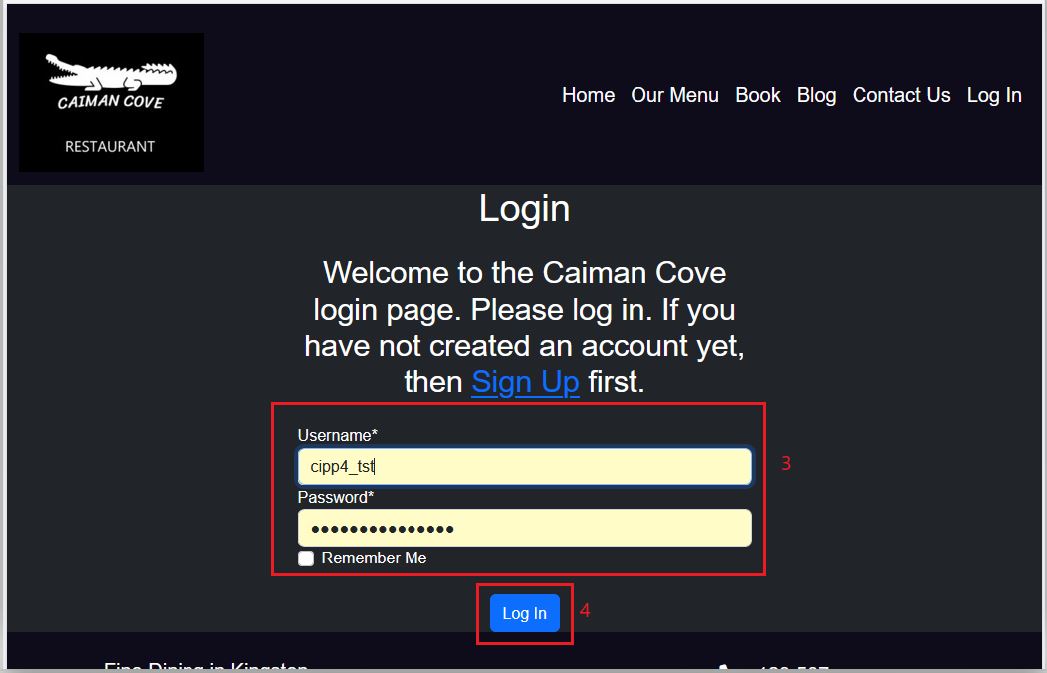 CAIMAN COVE
RESTAURANT
Home Our Menu Book Blog Contact Us Log In
Login
Welcome to the Caiman Cove
login page. Please log in. If you
have not created an account yet,
then Sign Up first.
Username*
cipp4_tst
3
Password*
Remember Me
Log In
4
Fine Dining in Kingston